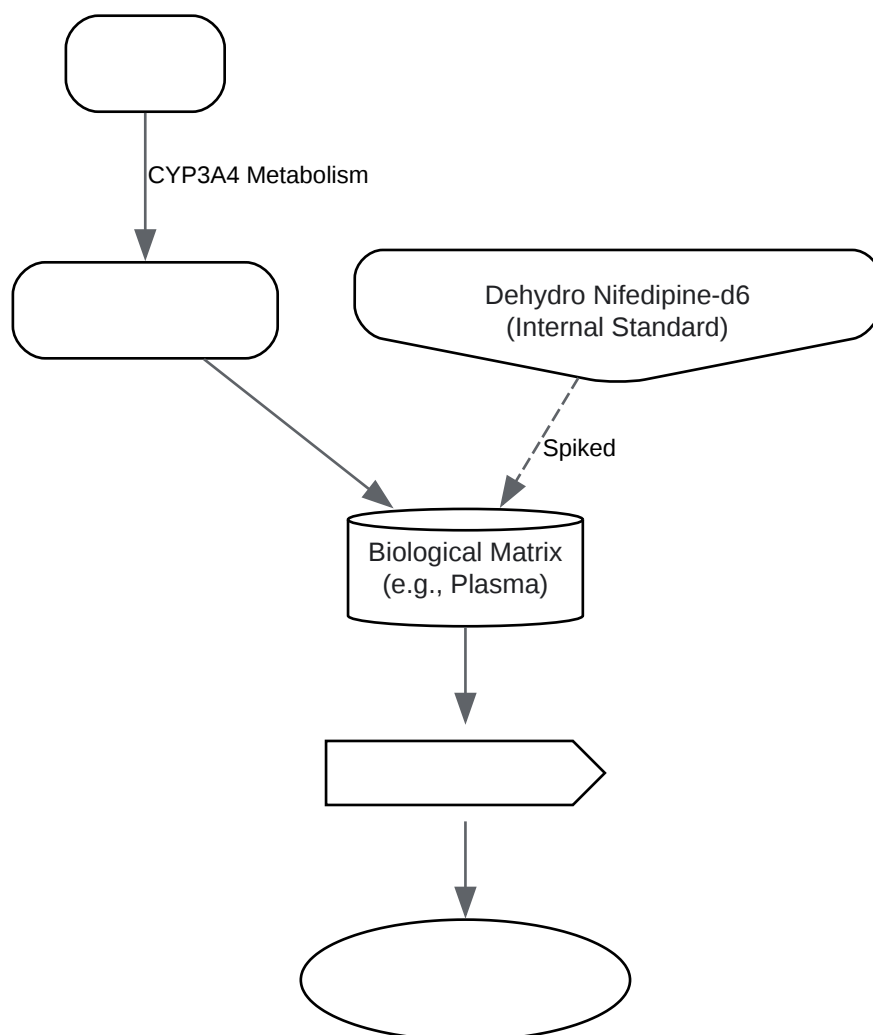 CYP3A4 Metabolism
Dehydro Nifedipine-d6
(Internal Standard)
Spiked
Biological Matrix
(e.g., Plasma)